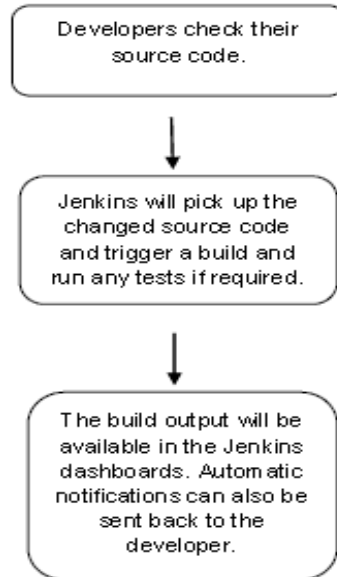 Developers check their
source code.
Jenkins will pick up the
changed source code
and trigger a build and
run any tests if required.
The build output will be
available in the Jenkins
dashboards. Automatic
notifications can also be
sent back to the
developer.